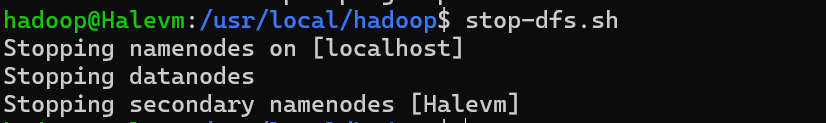 hadoop@Halevm:/usr/local/hadoop$ stop-dfs.sh
Stopping namenodes on [localhost]
Stopping datanodes
Stopping secondary namenodes [Halevm]